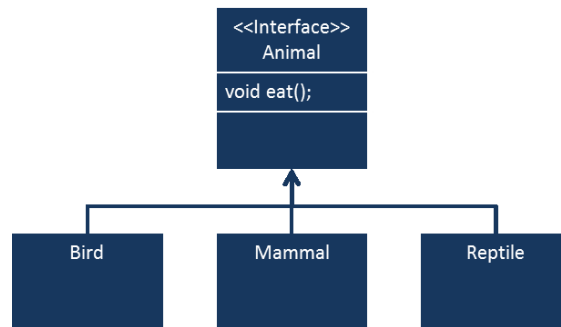 <<Interface>>
Animal
void eat();
Bird
Mammal
Reptile